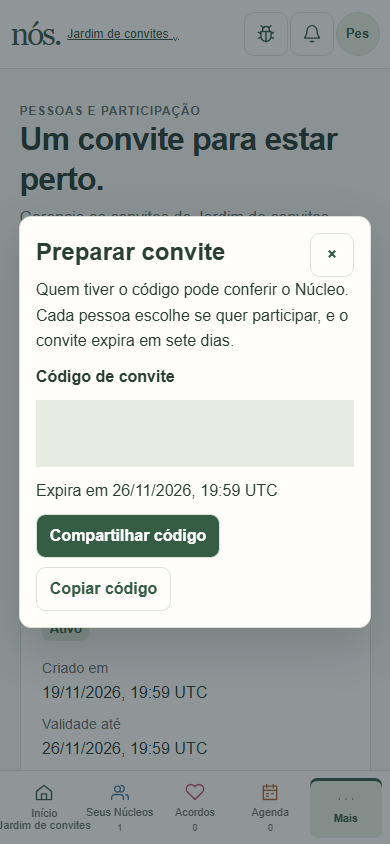 nós.
Jardim de convites
Pes
PESSOAS E PARTICIPAÇÃO
Um convite para estar
perto.
Preparar convite
×
Quem tiver o código pode conferir o Núcleo.
Cada pessoa escolhe se quer participar, e o
convite expira em sete dias.
Código de convite
Expira em 26/11/2026, 19:59 UTC
Compartilhar código
Copiar código
Ativo
Criado em
19/11/2026, 19:59 UTC
Validade até
26/11/2026, 19:59 UTC
Início
Jardim de convites
Seus Núcleos
1
Acordos
0
Agenda
0
...
Mais